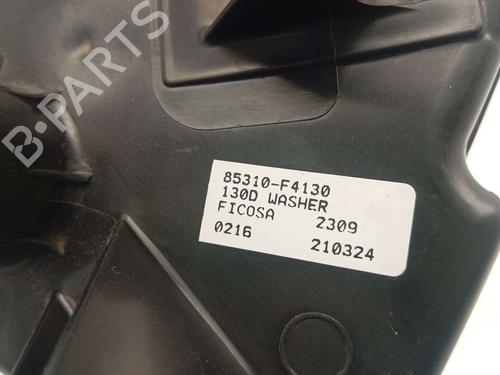 B-PARTS
85310-F4130
130D WASHER
FICOSA 2309
0216 210324